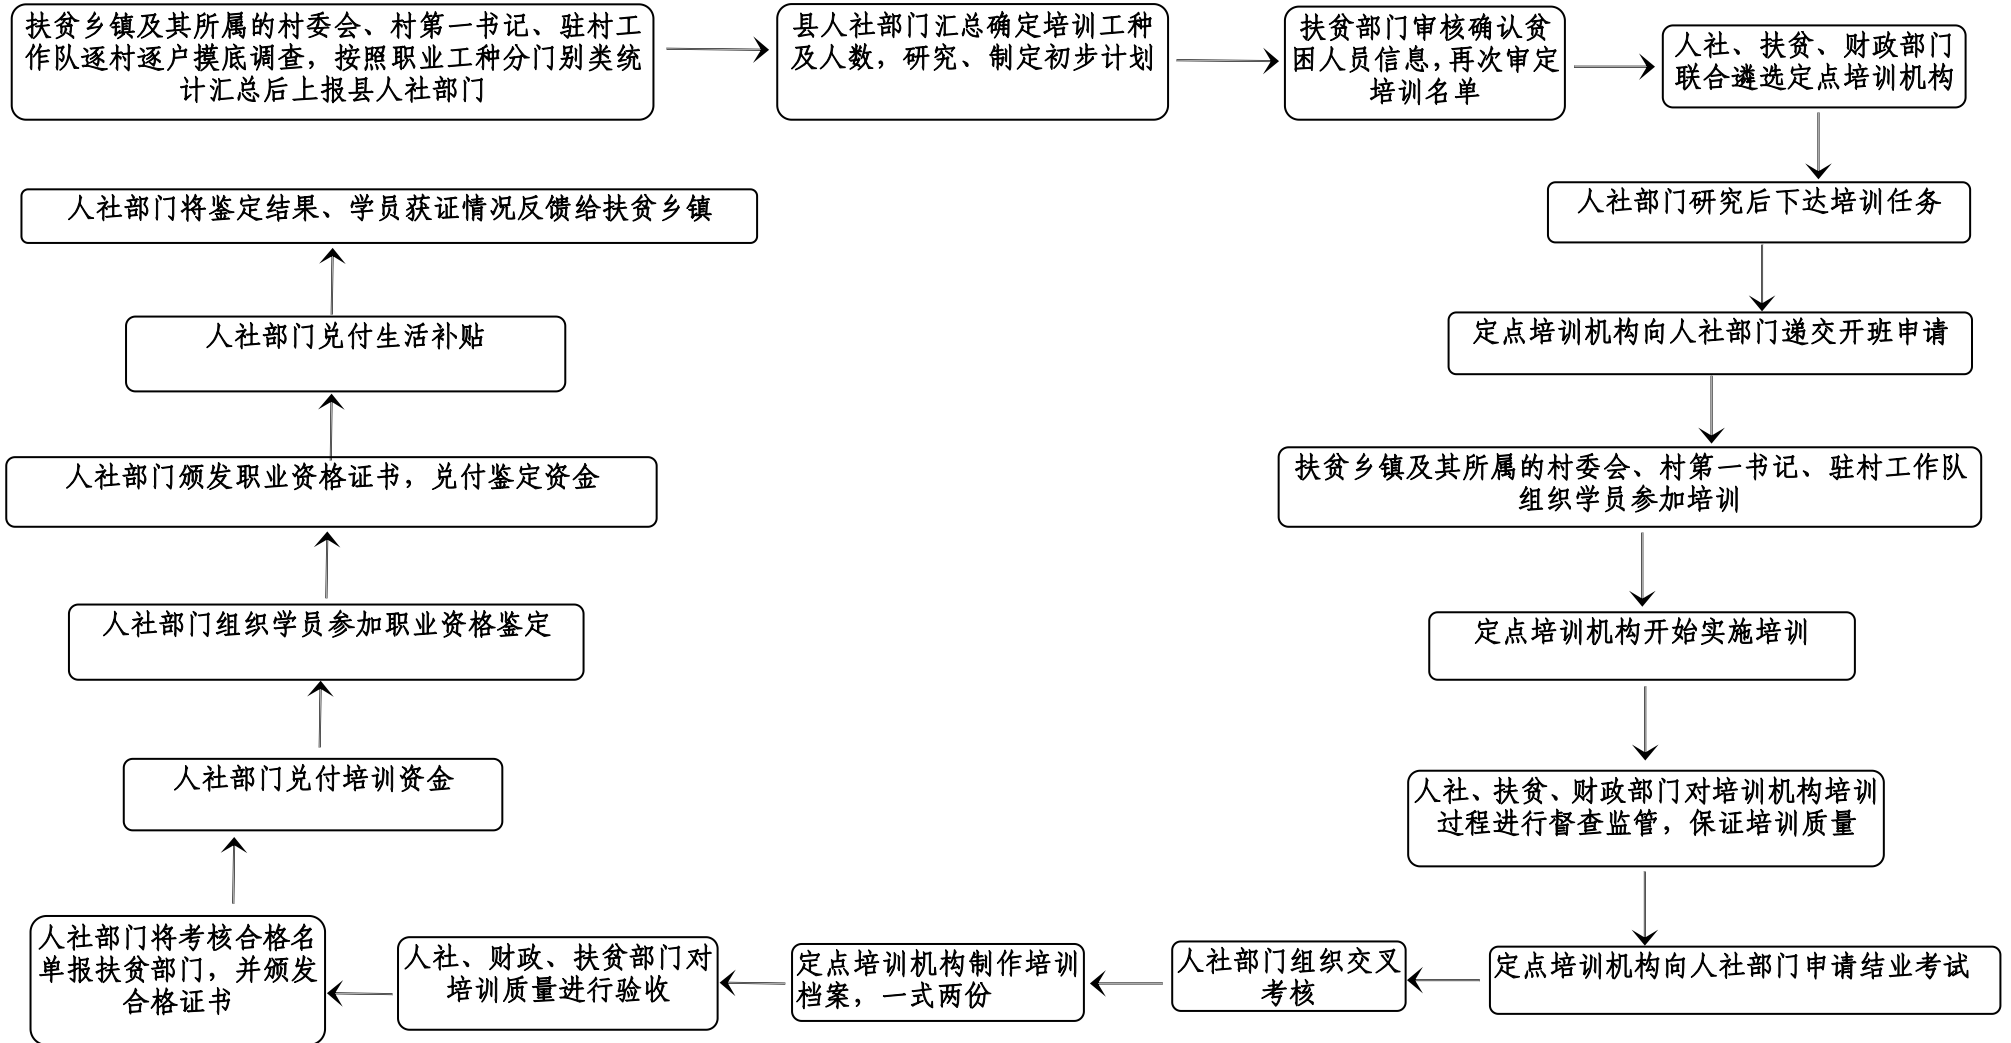 扶贫乡镇及其所属的村委会、村第一书记、驻村工
作队逐村逐户摸底调查，按照职业工种分门别类统
计汇总后上报县人社部门
县人社部门汇总确定培训工种
及人数，研究、制定初步计划
扶贫部门审核确认贫
困人员信息，再次审定
培训名单
人社、扶贫、财政部门
联合遴选定点培训机构
人社部门研究后下达培训任务
定点培训机构向人社部门递交开班申请
扶贫乡镇及其所属的村委会、村第一书记、驻村工作队
组织学员参加培训
定点培训机构开始实施培训
人社、扶贫、财政部门对培训机构培训
过程进行督查监管，保证培训质量
定点培训机构向人社部门申请结业考试
人社部门组织交叉
考核
定点培训机构制作培训
档案，一式两份
人社、财政、扶贫部门对
培训质量进行验收
人社部门将考核合格名
单报扶贫部门，并颁发
合格证书
人社部门兑付培训资金
人社部门组织学员参加职业资格鉴定
人社部门颁发职业资格证书，兑付鉴定资金
人社部门兑付生活补贴
人社部门将鉴定结果、学员获证情况反馈给扶贫乡镇